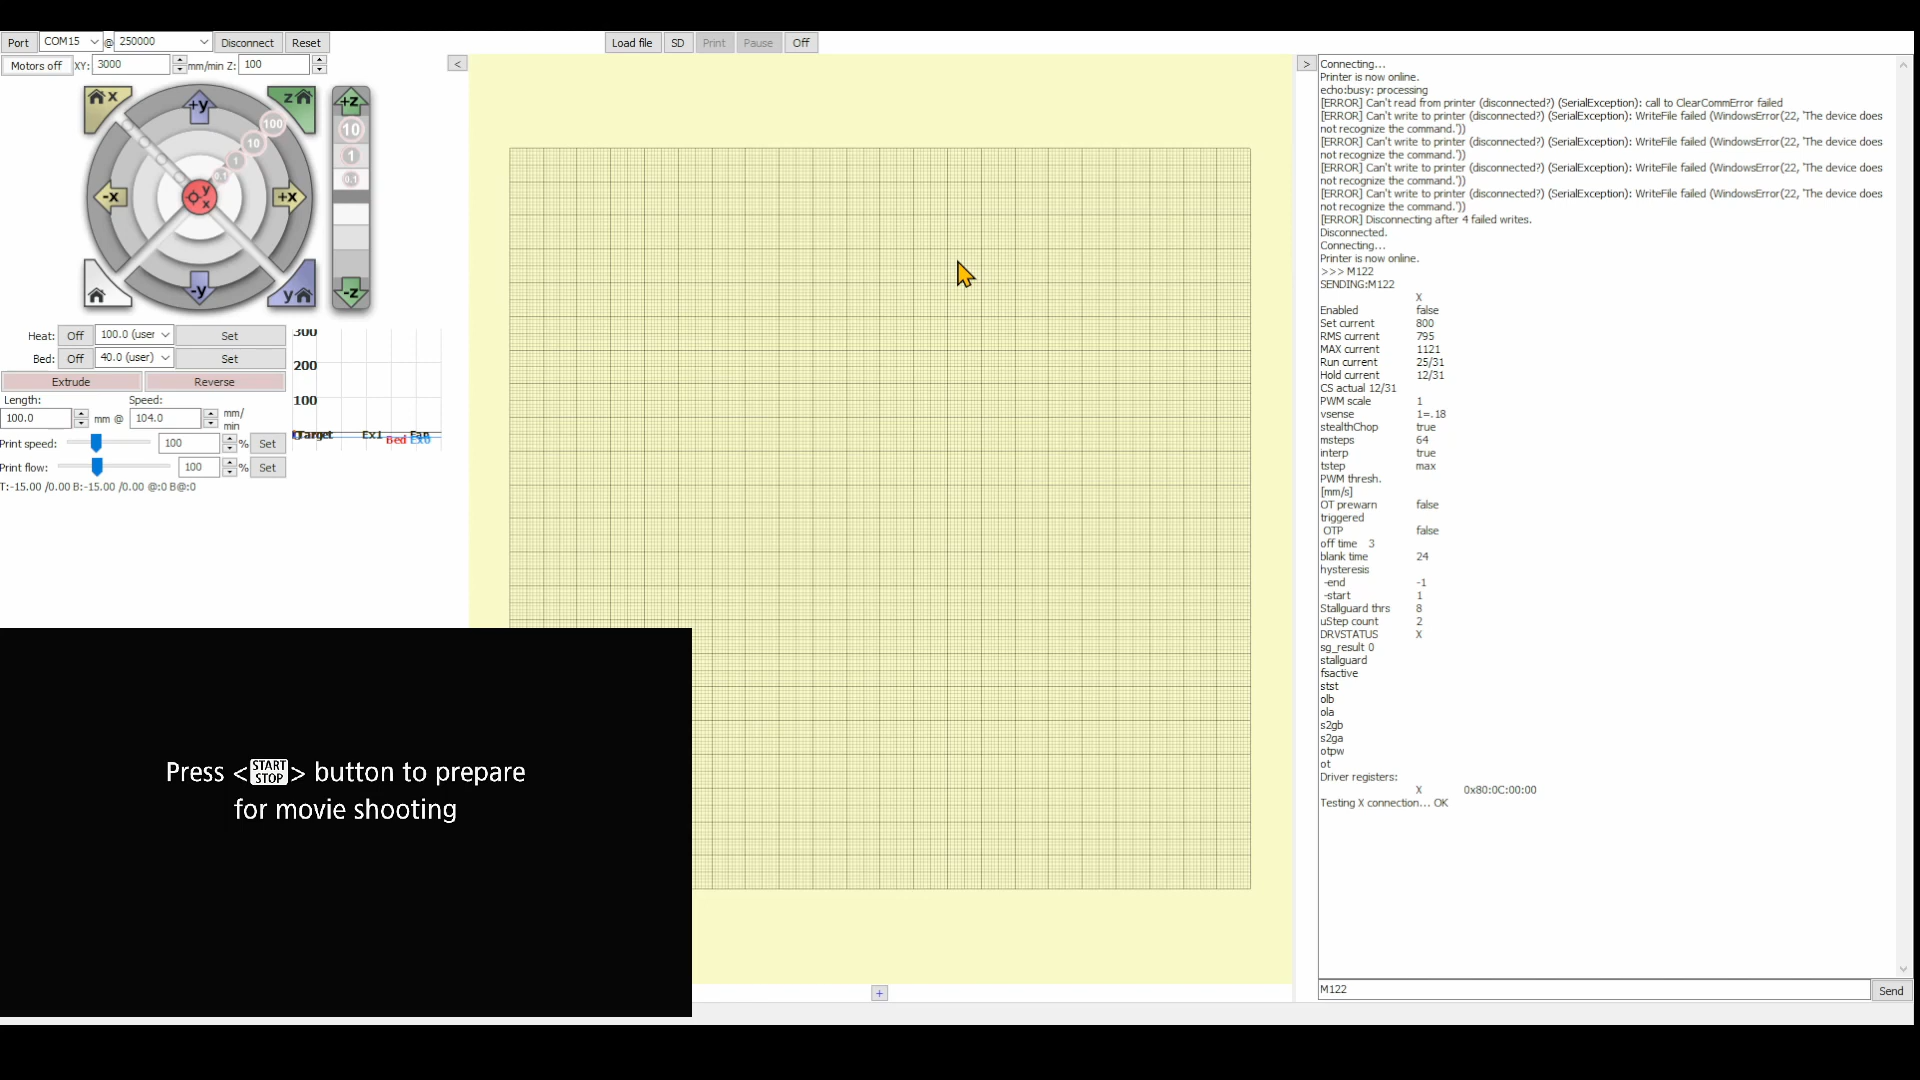 Port COM15 @ 250000 Disconnect Reset Load file SD Print Pause Off
Motors off XY: 3000 mm/min Z: 100
< >
x z +y +z
100 10 1 0.1
10 1 0.1
-x y x +x
-y y -z
Heat: Off 100.0 (user Set
Bed: Off 40.0 (user) Set
Extrude Reverse
Length: Speed:
100.0 mm @ 104.0 mm/
min
Print speed: 100 % Set
Print flow: 100 % Set
T:-15.00 /0.00 B:-15.00 /0.00 @:0 B@:0
300
200
100
Target Ex1 Fan
Bed Ex0
Press <START STOP> button to prepare
for movie shooting
+
Connecting...
Printer is now online.
echo:busy: processing
[ERROR] Can't read from printer (disconnected?) (SerialException): call to ClearCommError failed
[ERROR] Can't write to printer (disconnected?) (SerialException): WriteFile failed (WindowsError(22, 'The device does
not recognize the command.'))
[ERROR] Can't write to printer (disconnected?) (SerialException): WriteFile failed (WindowsError(22, 'The device does
not recognize the command.'))
[ERROR] Can't write to printer (disconnected?) (SerialException): WriteFile failed (WindowsError(22, 'The device does
not recognize the command.'))
[ERROR] Can't write to printer (disconnected?) (SerialException): WriteFile failed (WindowsError(22, 'The device does
not recognize the command.'))
[ERROR] Disconnecting after 4 failed writes.
Disconnected.
Connecting...
Printer is now online.
>>> M122
SENDING:M122
X
Enabled false
Set current 800
RMS current 795
MAX current 1121
Run current 25/31
Hold current 12/31
CS actual 12/31
PWM scale 1
vsense 1=.18
stealthChop true
msteps 64
interp true
tstep max
PWM thresh.
[mm/s]
OT prewarn false
triggered
OTP false
off time 3
blank time 24
hysteresis
-end -1
-start 1
Stallguard thrs 8
uStep count 2
DRVSTATUS X
sg_result 0
stallguard
fsactive
stst
olb
ola
s2gb
s2ga
otpw
ot
Driver registers:
X 0x80:0C:00:00
Testing X connection... OK
M122 Send